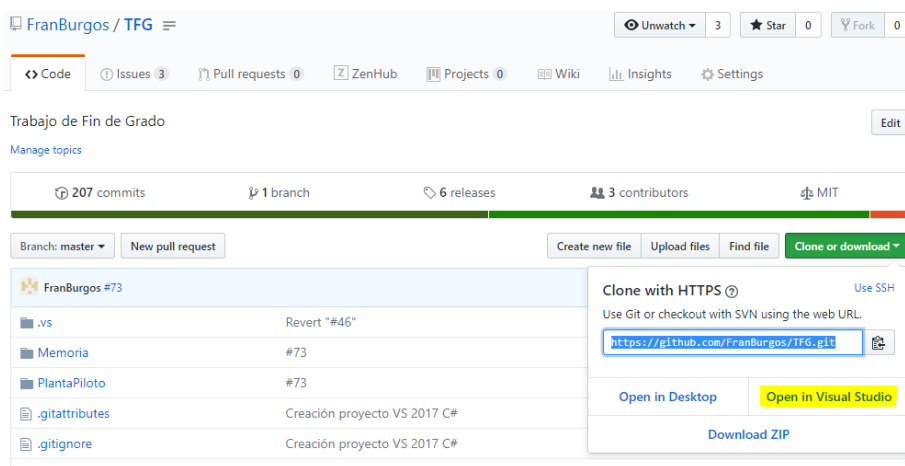 FranBurgos / TFG
Unwatch 3 Star 0 Fork 0
Code Issues 3 Pull requests 0 ZenHub Projects 0 Wiki Insights Settings
Trabajo de Fin de Grado
Edit
Manage topics
207 commits 1 branch 6 releases 3 contributors MIT
Branch: master New pull request Create new file Upload files Find file Clone or download
FranBurgos #73
Clone with HTTPS Use SSH
Use Git or checkout with SVN using the web URL.
https://github.com/FranBurgos/TFG.git
.vs Revert "#46"
Memoria #73
PlantaPiloto #73
Open in Desktop Open in Visual Studio
.gitattributes Creación proyecto VS 2017 C#
Download ZIP
.gitignore Creación proyecto VS 2017 C#